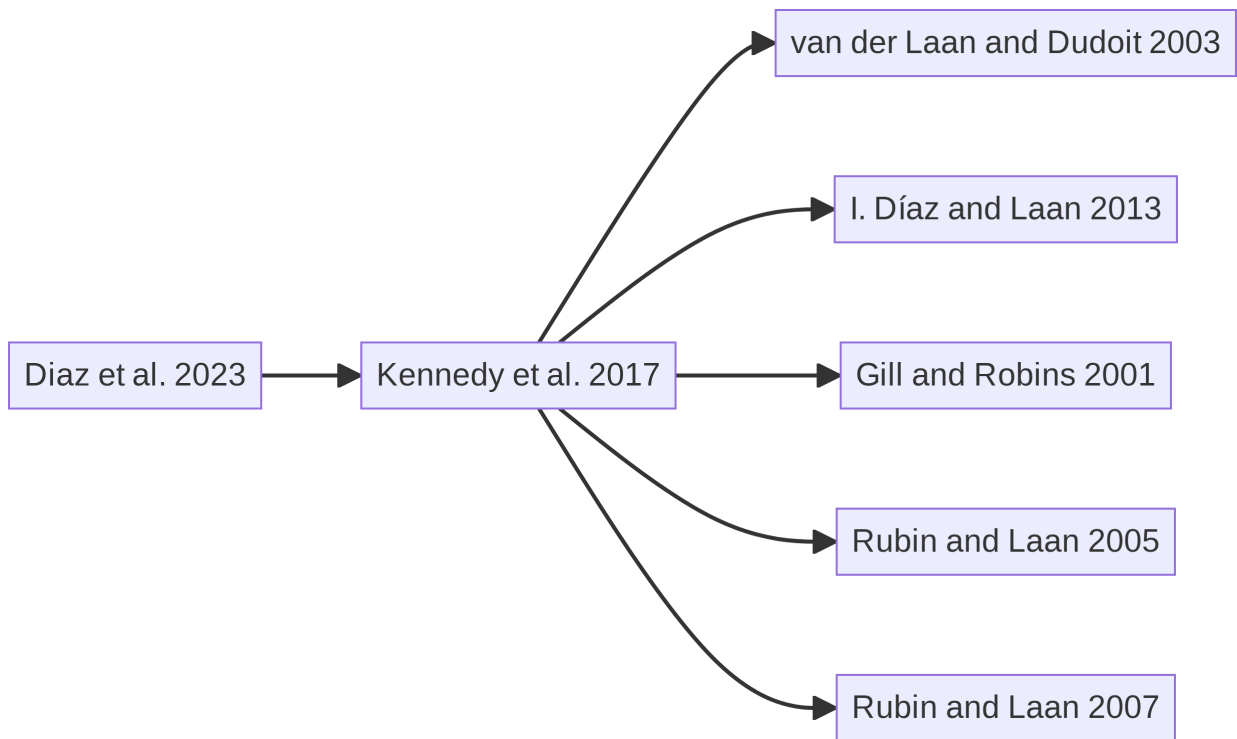 van der Laan and Dudoit 2003
I. Díaz and Laan 2013
Diaz et al. 2023
Kennedy et al. 2017
Gill and Robins 2001
Rubin and Laan 2005
Rubin and Laan 2007